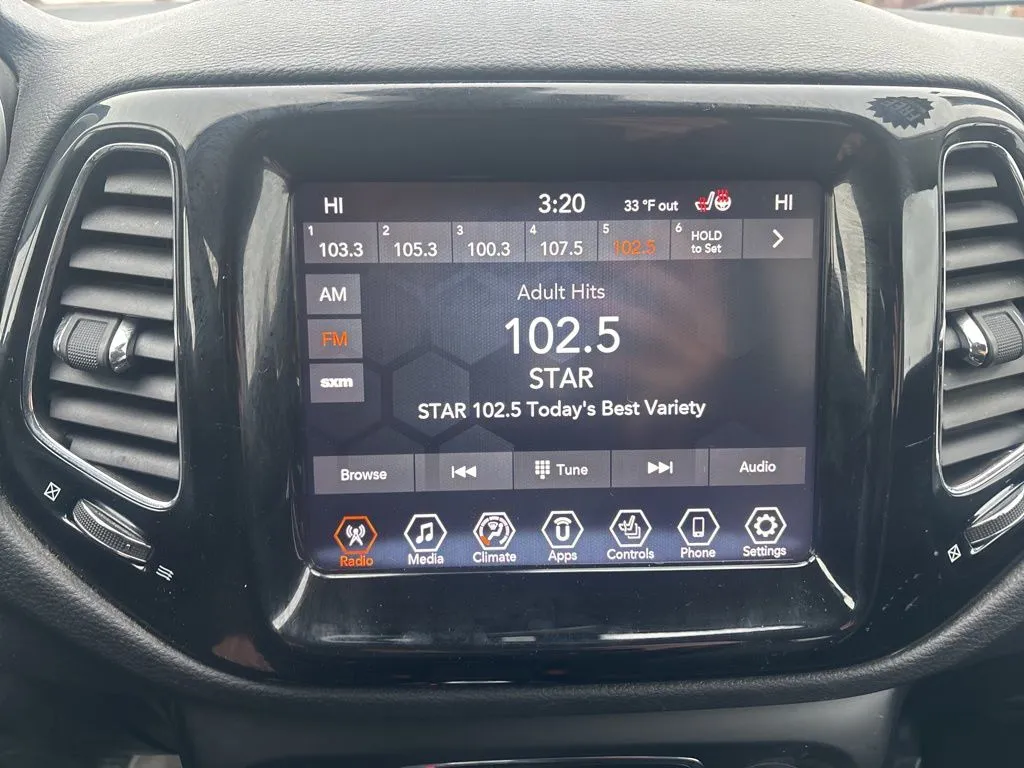 HI 3:20 33 °F out HI
1 103.3 2 105.3 3 100.3 4 107.5 5 102.5 6 HOLD to Set
AM
Adult Hits
FM
102.5
sxm
STAR
STAR 102.5 Today's Best Variety
Browse Tune Audio
Radio Media Climate Apps Controls Phone Settings